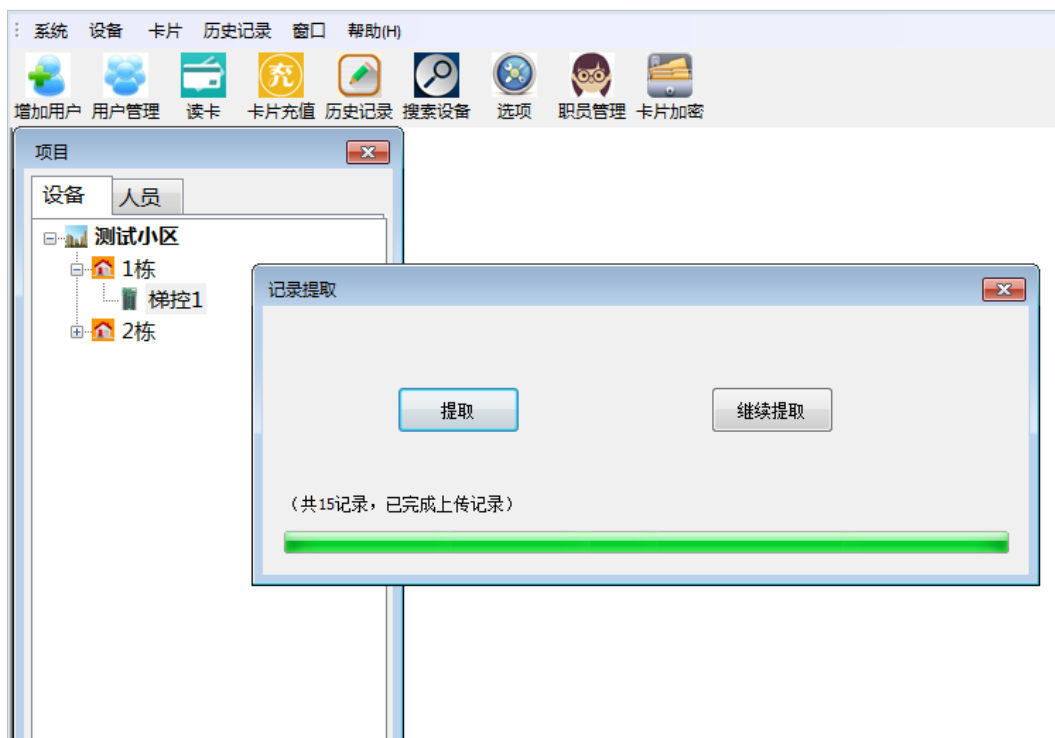 系统 设备 卡片 历史记录 窗口 帮助(H)
增加用户 用户管理 读卡 卡片充值 历史记录 搜索设备 选项 职员管理 卡片加密
充
项目
设备 人员
测试小区
1栋
梯控1
2栋
记录提取
提取 继续提取
(共15记录，已完成上传记录)